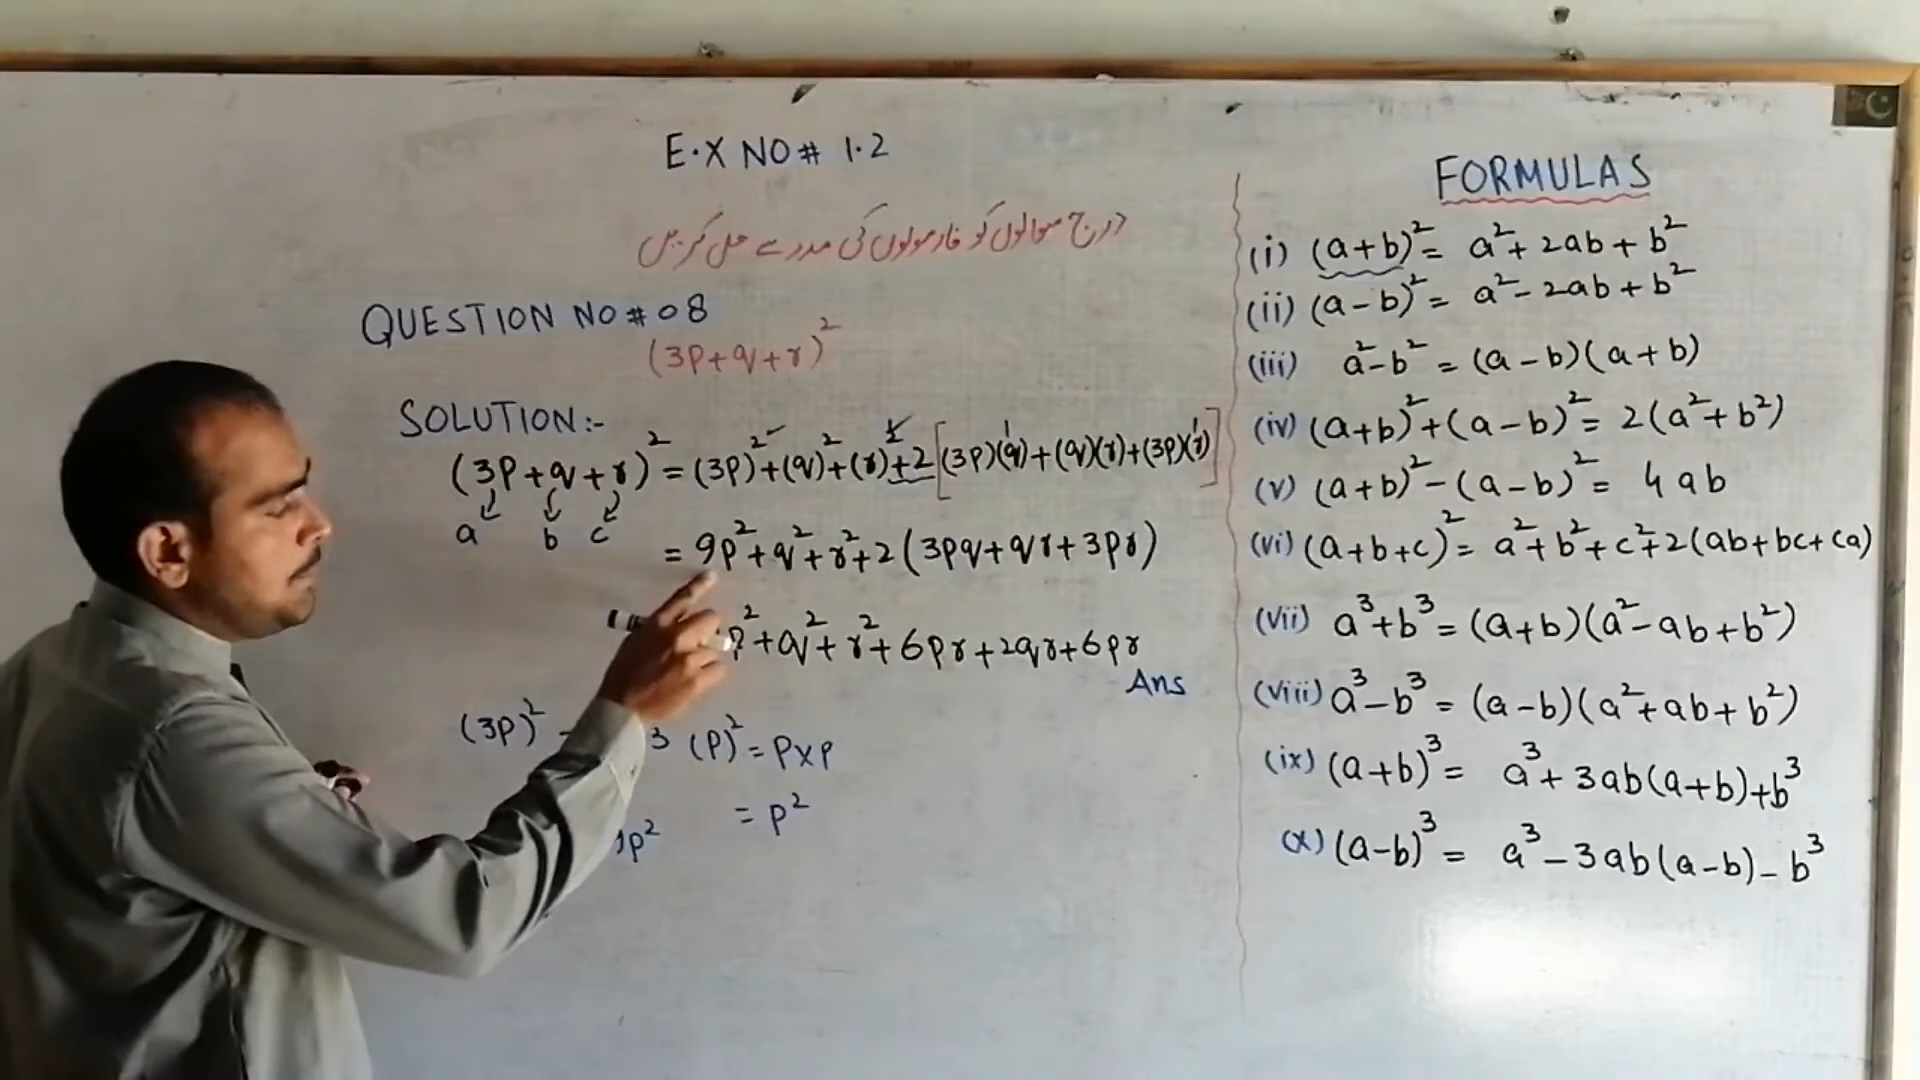 E.X NO # 1.2
درج سوالوں کو فارمولوں کی مدد سے حل کریں
QUESTION NO # 08
(3p+q+r)²
SOLUTION:-
(3p+q+r)² = (3p)²+(q)²+(r)²+2[(3p)(q)+(q)(r)+(3p)(r)]
a b c
= 9p²+q²+r²+2(3pq+qr+3pr)
p²+q²+r²+6pr+2qr+6pr
Ans
(3p)² 3 (p)² = p×p
p² = p²
FORMULAS
(i) (a+b)² = a²+2ab+b²
(ii) (a-b)² = a²-2ab+b²
(iii) a²-b² = (a-b)(a+b)
(iv) (a+b)²+(a-b)² = 2(a²+b²)
(v) (a+b)²-(a-b)² = 4ab
(vi) (a+b+c)² = a²+b²+c²+2(ab+bc+ca)
(vii) a³+b³ = (a+b)(a²-ab+b²)
(viii) a³-b³ = (a-b)(a²+ab+b²)
(ix) (a+b)³ = a³+3ab(a+b)+b³
(x) (a-b)³ = a³-3ab(a-b)-b³